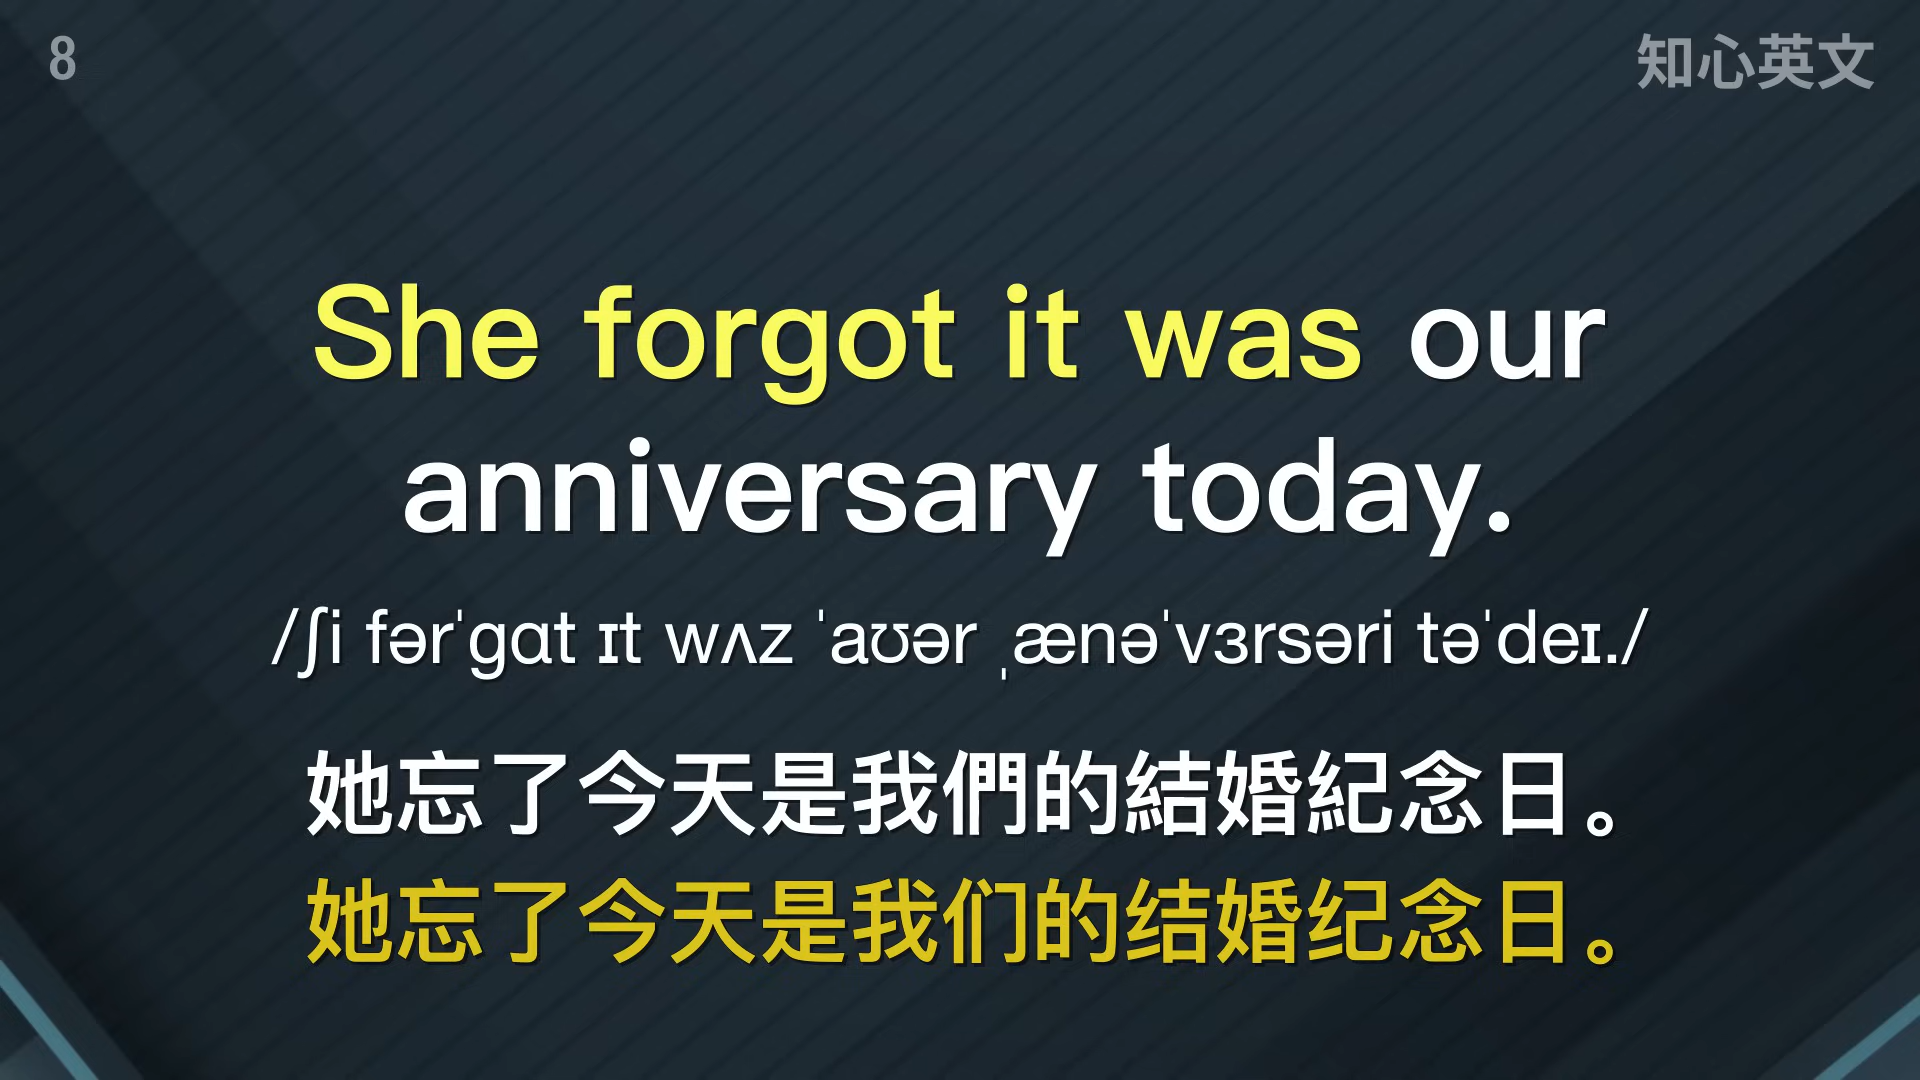 8
知心英文
She forgot it was our
anniversary today.
/ʃi fərˈgɑt ɪt wʌz ˈaʊər ˌænəˈvɜrsəri təˈdeɪ./
她忘了今天是我們的結婚紀念日。
她忘了今天是我们的结婚纪念日。